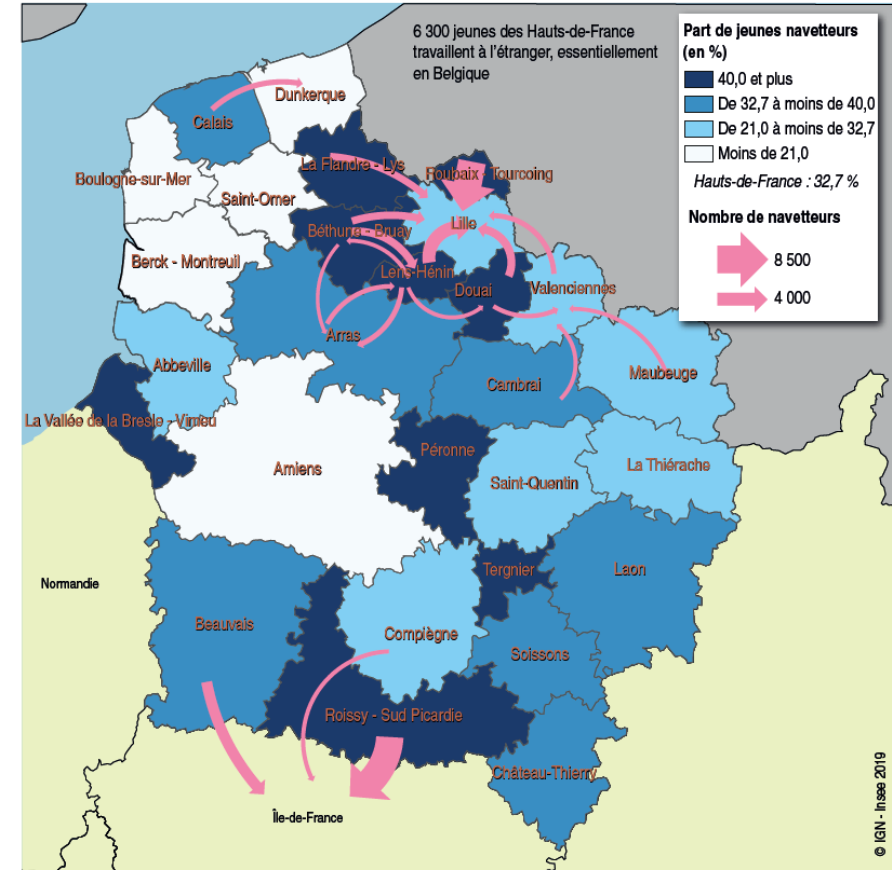 6 300 jeunes des Hauts-de-France
travaillent à l'étranger, essentiellement
en Belgique
Part de jeunes navetteurs
(en %)
40,0 et plus
De 32,7 à moins de 40,0
De 21,0 à moins de 32,7
Moins de 21,0
Hauts-de-France : 32,7 %
Nombre de navetteurs
8 500
4 000
Dunkerque
Calais
La Flandre - Lys
Roubaix - Tourcoing
Boulogne-sur-Mer
Saint-Omer
Lille
Béthune - Bruay
Berck - Montreuil
Lens-Hénin
Douai
Valenciennes
Arras
Abbeville
Cambrai
Maubeuge
La Vallée de la Bresle - Vimeu
Péronne
Amiens
Saint-Quentin
La Thiérache
Tergnier
Laon
Normandie
Beauvais
Compiègne
Soissons
Roissy - Sud Picardie
Château-Thierry
Île-de-France
© IGN - Insee 2019